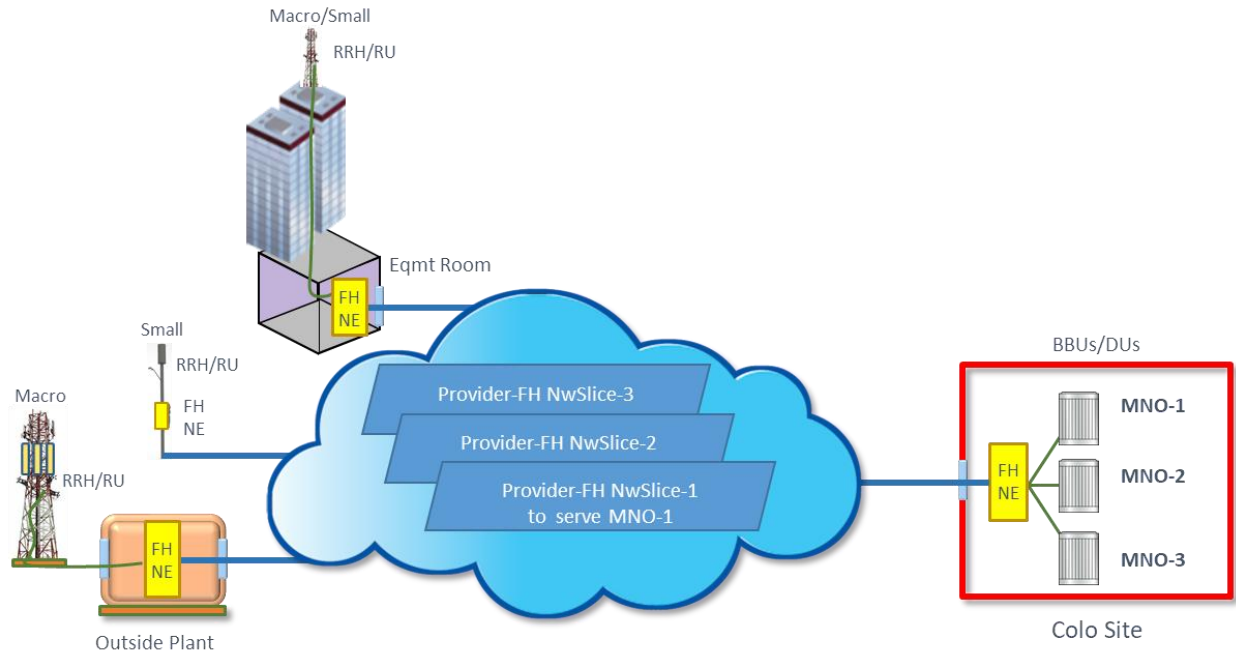 Macro/Small
RRH/RU
Eqmt Room
FH
NE
Small
RRH/RU
FH
NE
Macro
RRH/RU
FH
NE
Outside Plant
Provider-FH NwSlice-3
Provider-FH NwSlice-2
Provider-FH NwSlice-1
to serve MNO-1
BBUs/DUs
FH
NE
MNO-1
MNO-2
MNO-3
Colo Site